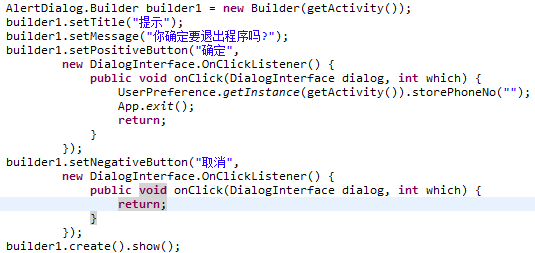 AlertDialog.Builder builder1 = new Builder(getActivity());
builder1.setTitle("提示");
builder1.setMessage("你确定要退出程序吗?");
builder1.setPositiveButton("确定",
new DialogInterface.OnClickListener() {
public void onClick(DialogInterface dialog, int which) {
UserPreference.getInstance(getActivity()).storePhoneNo("");
App.exit();
return;
}
});
builder1.setNegativeButton("取消",
new DialogInterface.OnClickListener() {
public void onClick(DialogInterface dialog, int which) {
return;
}
});
builder1.create().show();